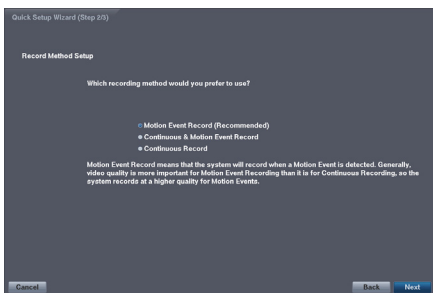 Quick Setup Wizard (Step 2/3)
Record Method Setup
Which recording method would you prefer to use?
Motion Event Record (Recommended)
Continuous & Motion Event Record
Continuous Record
Motion Event Record means that the system will record when a Motion Event is detected. Generally,
video quality is more important for Motion Event Recording than it is for Continuous Recording, so the
system records at a higher quality for Motion Events.
Cancel
Back
Next